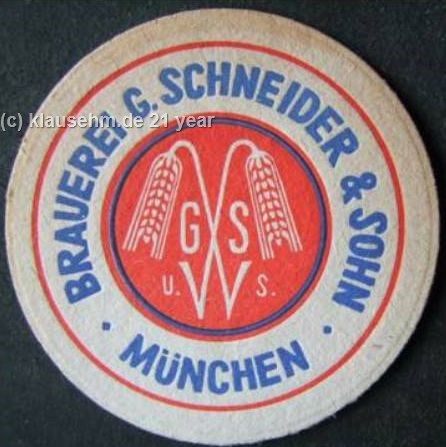 BRAUEREI G. SCHNEIDER & SOHN
(c) klausehm.de 21 year
G S
U. W S.
· MÜNCHEN ·